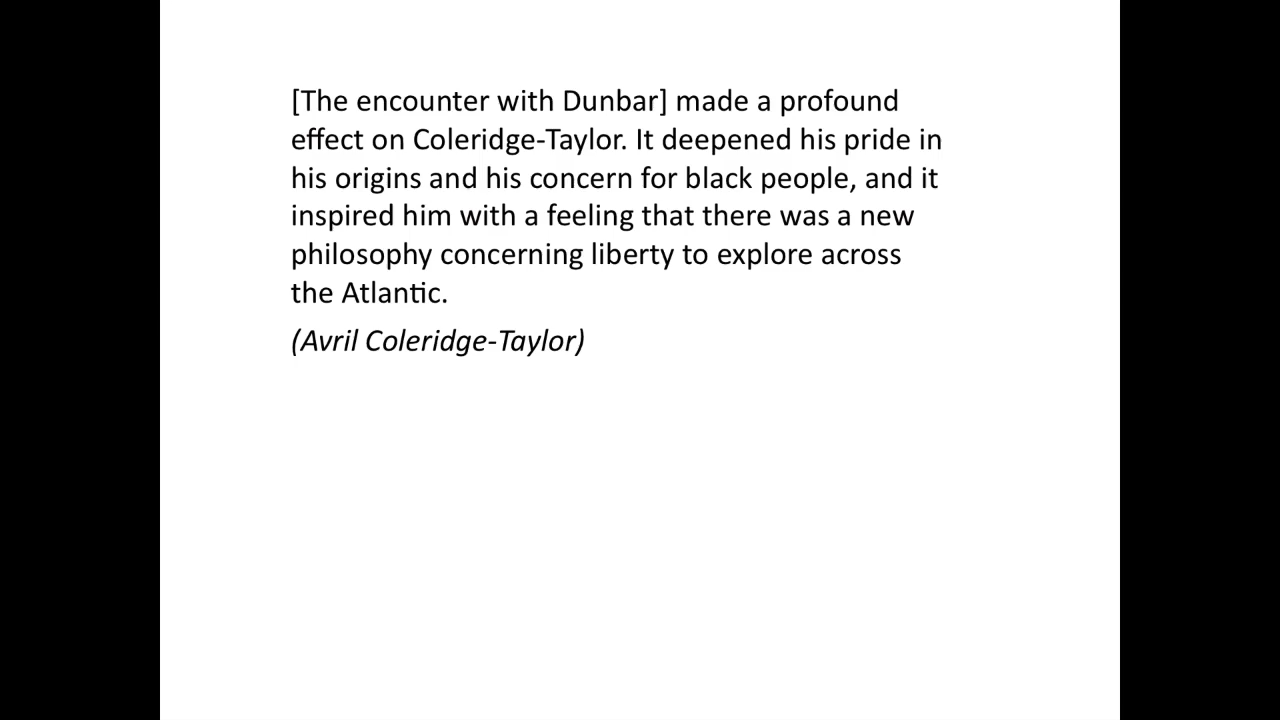 [The encounter with Dunbar] made a profound
effect on Coleridge-Taylor. It deepened his pride in
his origins and his concern for black people, and it
inspired him with a feeling that there was a new
philosophy concerning liberty to explore across
the Atlantic.
(Avril Coleridge-Taylor)